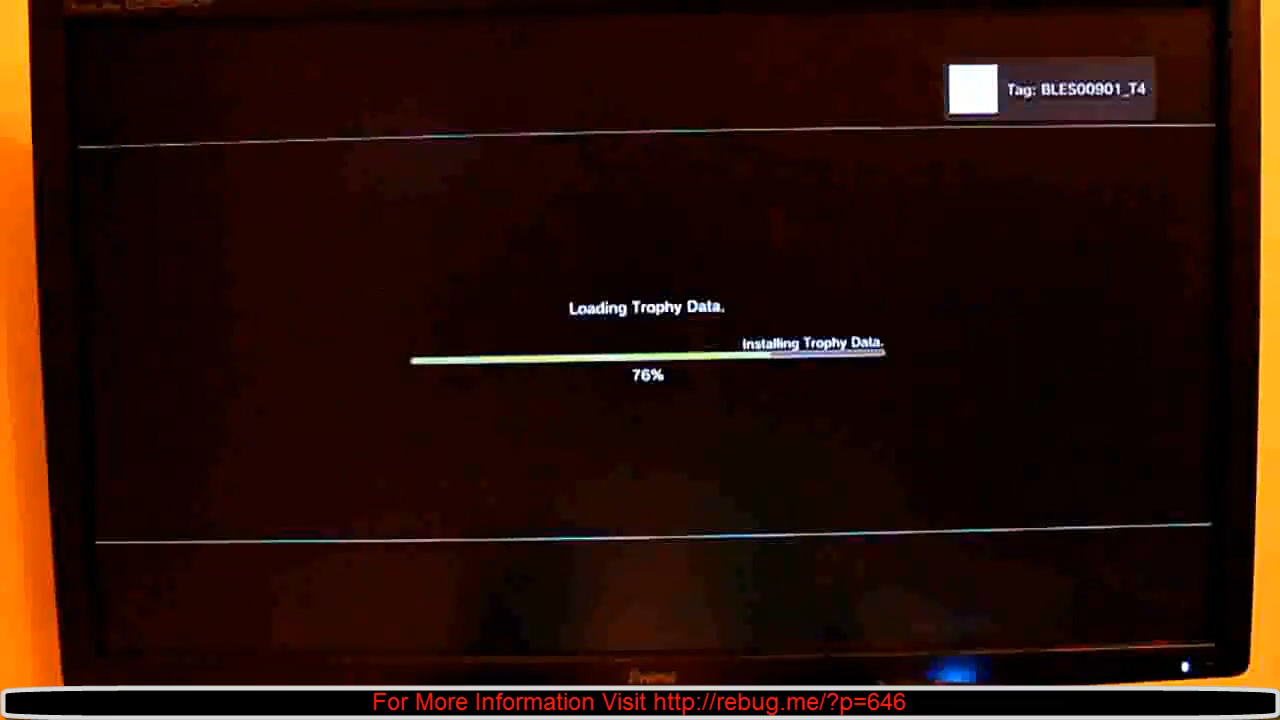 Tag: BLES00901_T4
Loading Trophy Data.
Installing Trophy Data.
76%
For More Information Visit http://rebug.me/?p=646